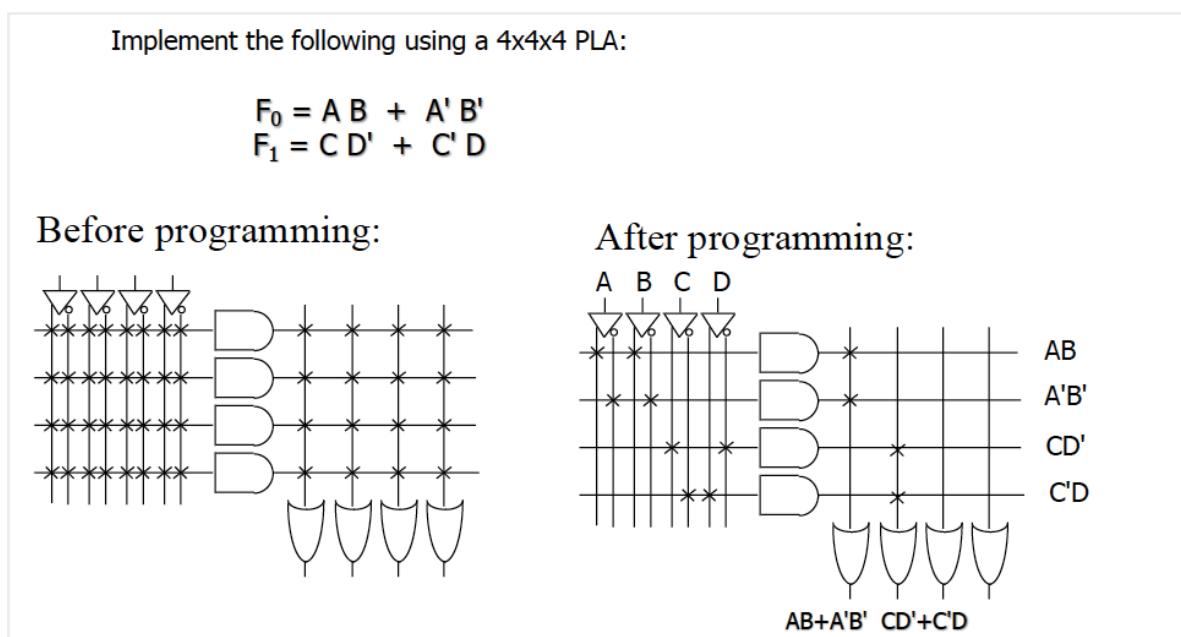 Implement the following using a 4x4x4 PLA:
F₀ = A B + A' B'
F₁ = C D' + C' D
Before programming:
After programming:
A B C D
AB
A'B'
CD'
C'D
AB+A'B' CD'+C'D